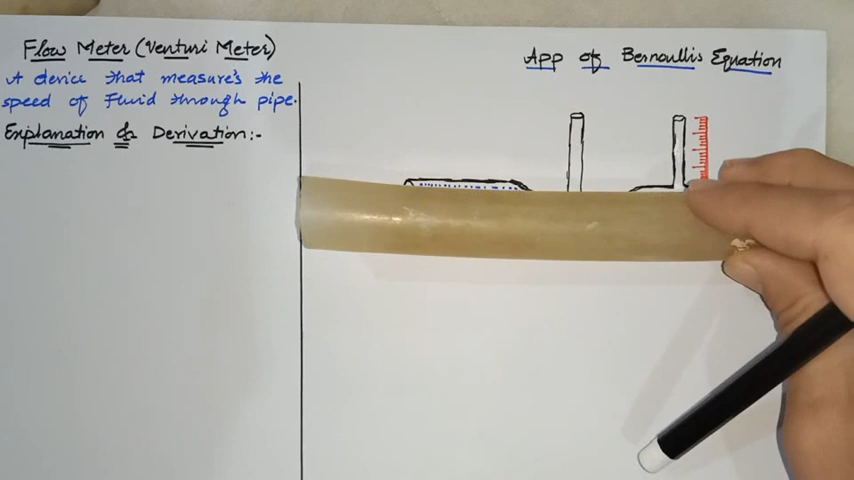 Flow Meter (Venturi Meter)
A device that measure's the
speed of Fluid through pipe.
Explanation & Derivation:-
App of Bernoullis Equation